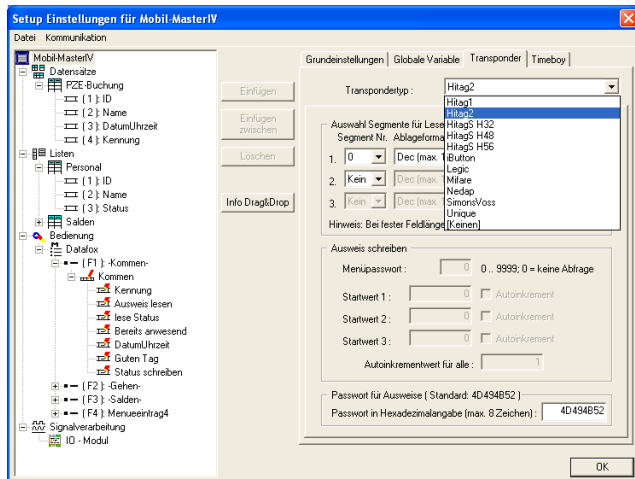 Setup Einstellungen für Mobil-MasterIV
Datei Kommunikation
Mobil-MasterIV
Datensätze
PZE-Buchung
( 1 ): ID
( 2 ): Name
( 3 ): DatumUhrzeit
( 4 ): Kennung
Listen
Personal
( 1 ): ID
( 2 ): Name
( 3 ): Status
Salden
Bedienung
Datafox
( F1 ): -Kommen-
Kommen
Kennung
Ausweis lesen
lese Status
Bereits anwesend
DatumUhrzeit
Guten Tag
Status schreiben
( F2 ): -Gehen-
( F3 ): -Salden-
( F4 ): Menueeintrag4
Signalverarbeitung
IO - Modul
Einfügen
Einfügen
zwischen
Löschen
Info Drag&Drop
Grundeinstellungen Globale Variable Transponder Timeboy
Transpondertyp : Hitag2
Hitag1
Hitag2
HitagS H32
HitagS H48
HitagS H56
iButton
Legic
Mifare
Nedap
SimonsVoss
Unique
[Keinen]
Auswahl Segmente für Lese
Segment Nr. Ablageforma
1. 0 Dec (max. 1
2. Kein Dec (max. 1
3. Kein Dec (max. 1
Hinweis: Bei fester Feldlänge
Ausweis schreiben
Menüpasswort : 0 0 .. 9999; 0 = keine Abfrage
Startwert 1 : 0 Autoinkrement
Startwert 2 : 0 Autoinkrement
Startwert 3 : 0 Autoinkrement
Autoinkrementwert für alle : 1
Passwort für Ausweise ( Standard: 4D494B52 )
Passwort in Hexadezimalangabe (max. 8 Zeichen) : 4D494B52
OK